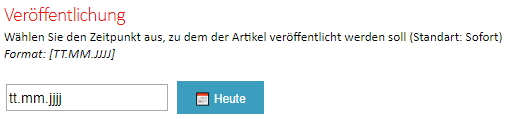 Veröffentlichung
Wählen Sie den Zeitpunkt aus, zu dem der Artikel veröffentlicht werden soll (Standart: Sofort)
Format: [TT.MM.JJJJ]
tt.mm.jjjj
Heute